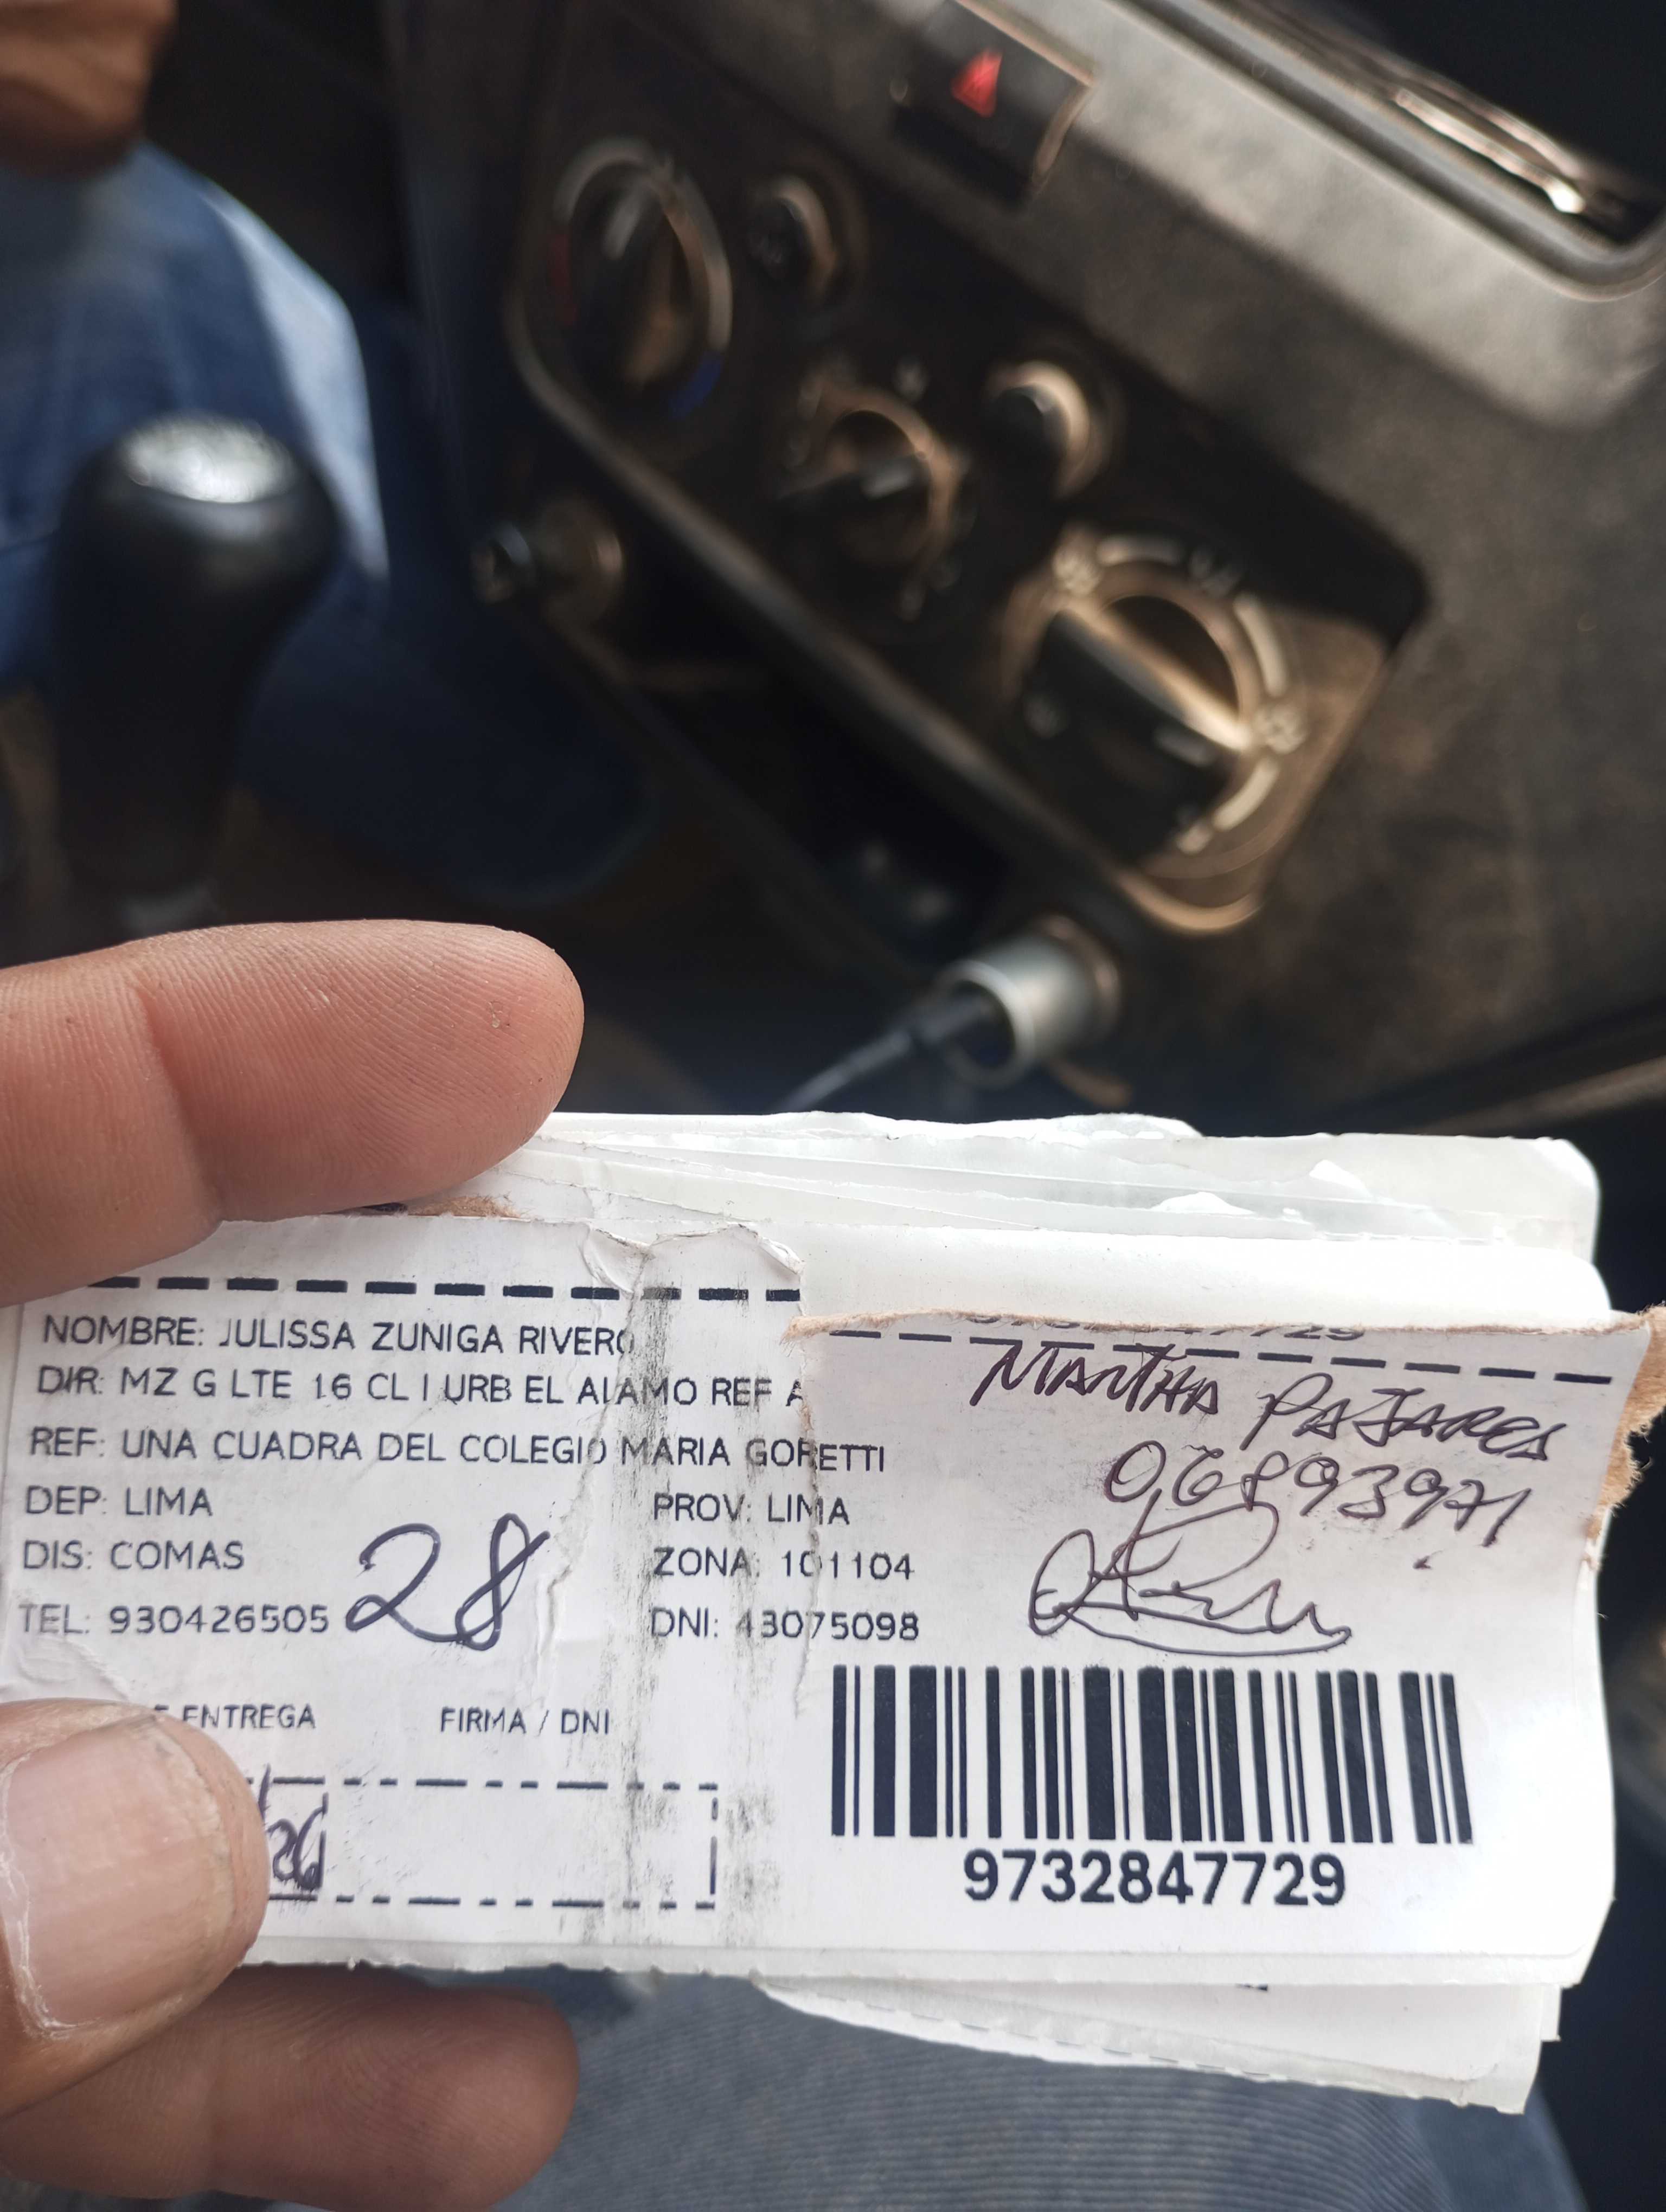 NOMBRE: JULISSA ZUNIGA RIVERO
DIR: MZ G LTE 16 CL I URB EL ALAMO REF A
REF: UNA CUADRA DEL COLEGIO MARIA GORETTI
DEP: LIMA
PROV: LIMA
DIS: COMAS
ZONA: 101104
TEL: 930426505
DNI: 43075098
28
MARTHA PAJARES
06893971
E ENTREGA
FIRMA / DNI
26
9732847729